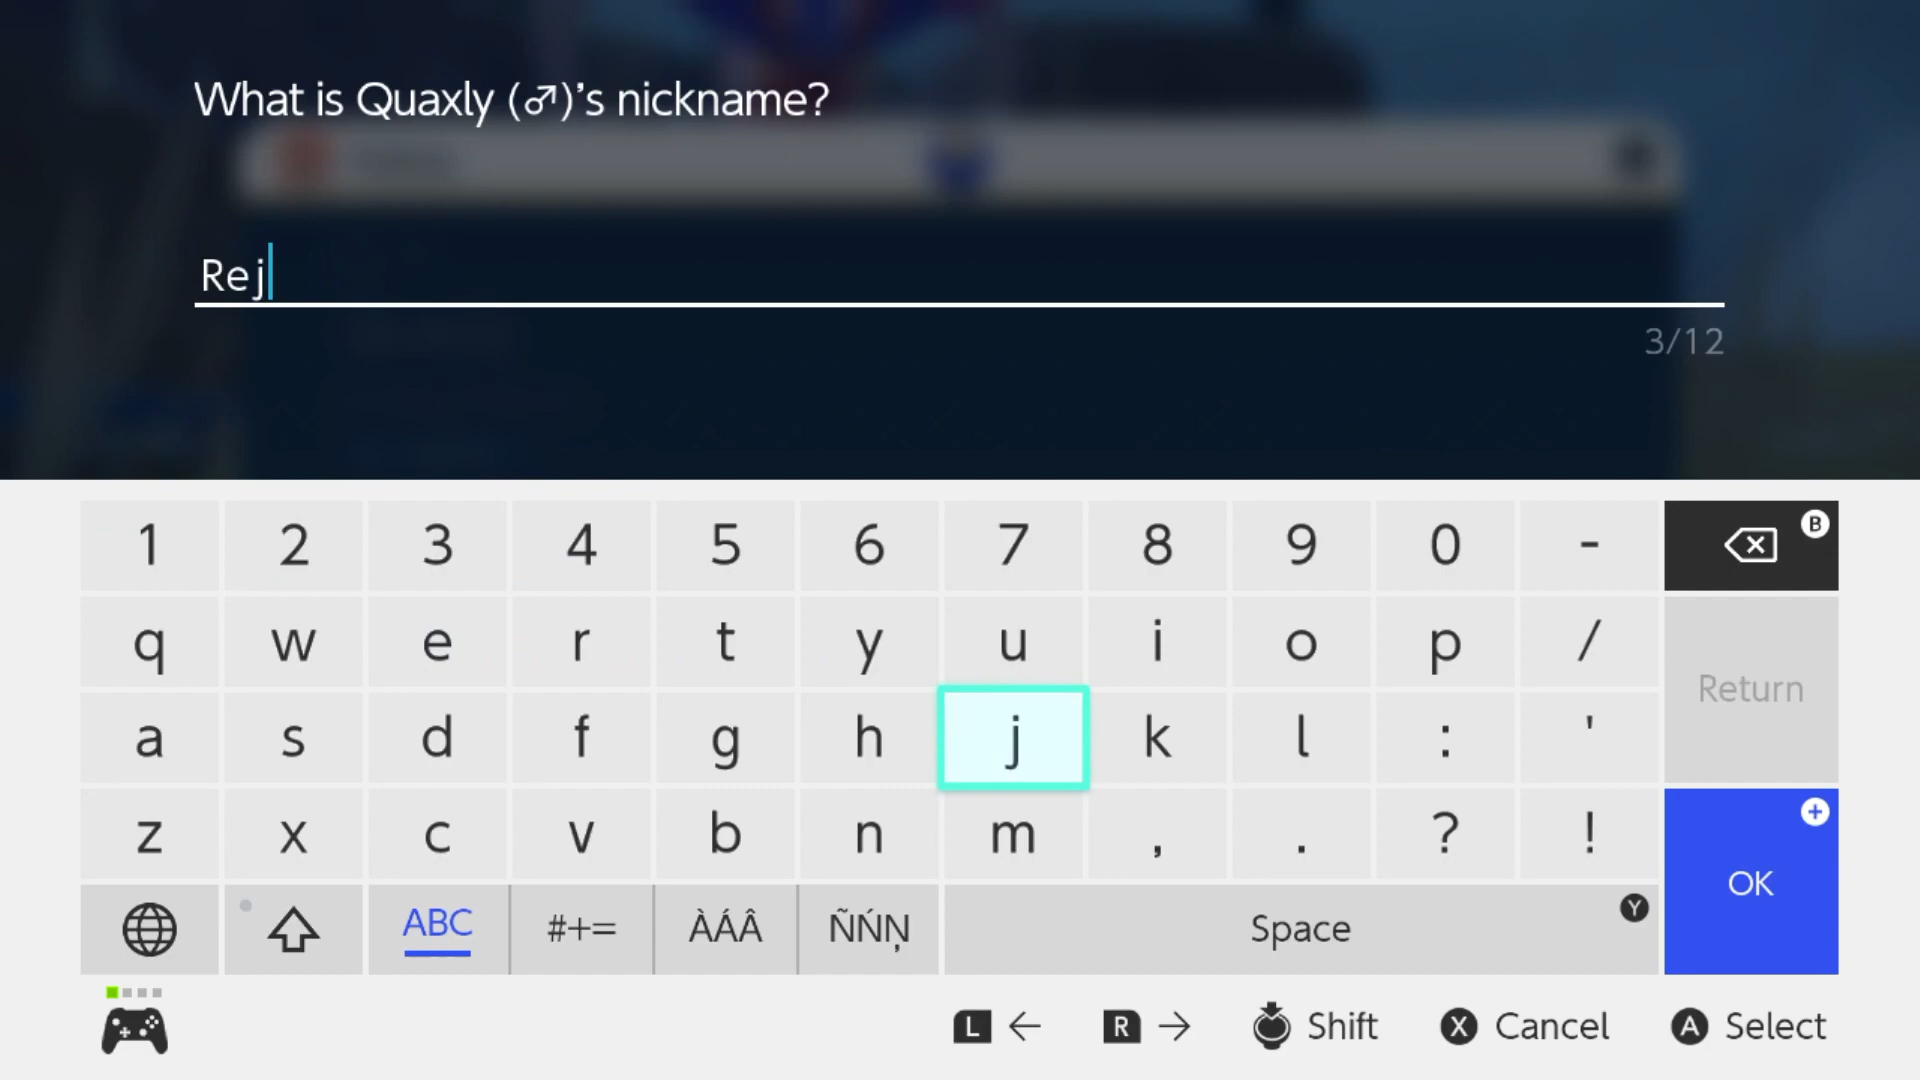 What is Quaxly (♂)'s nickname?
Rej
3/12
1 2 3 4 5 6 7 8 9 0 -
B
q w e r t y u i o p /
Return
a s d f g h j k l : '
z x c v b n m , . ? !
+
OK
ABC #+= ÀÁÂ ÑŃŅ Space Y
L ← R → Shift X Cancel A Select